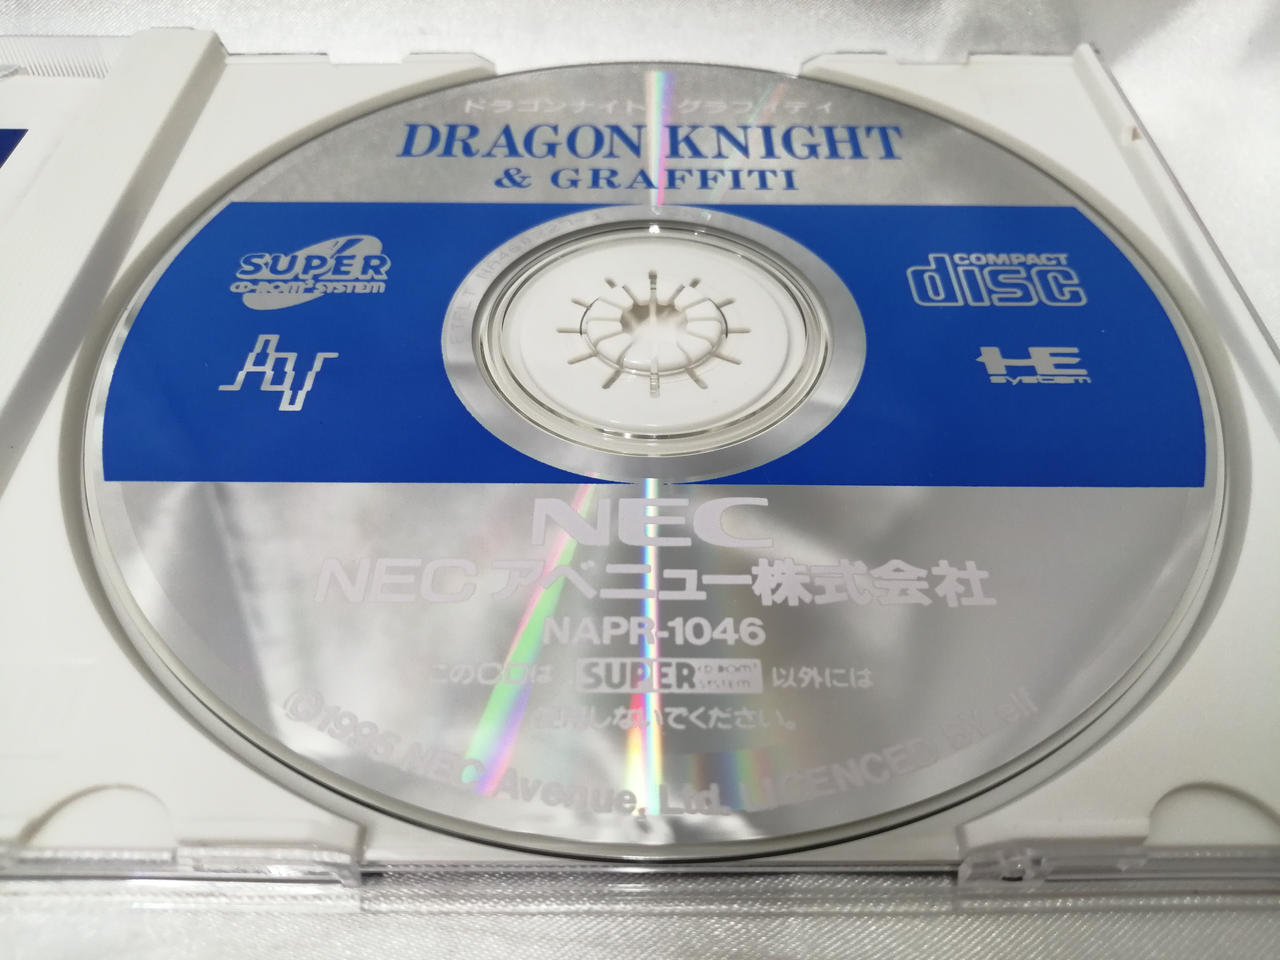 ドラゴンナイト グラフィティ
DRAGON KNIGHT
& GRAFFITI
SUPER
CD-ROM² SYSTEM
COMPACT
disc
HE
system
NEC
NECアベニュー株式会社
NAPR-1046
このCDは SUPER CD-ROM² SYSTEM 以外には
使用しないでください。
©1995 NEC Avenue, Ltd. LICENCED BY elf